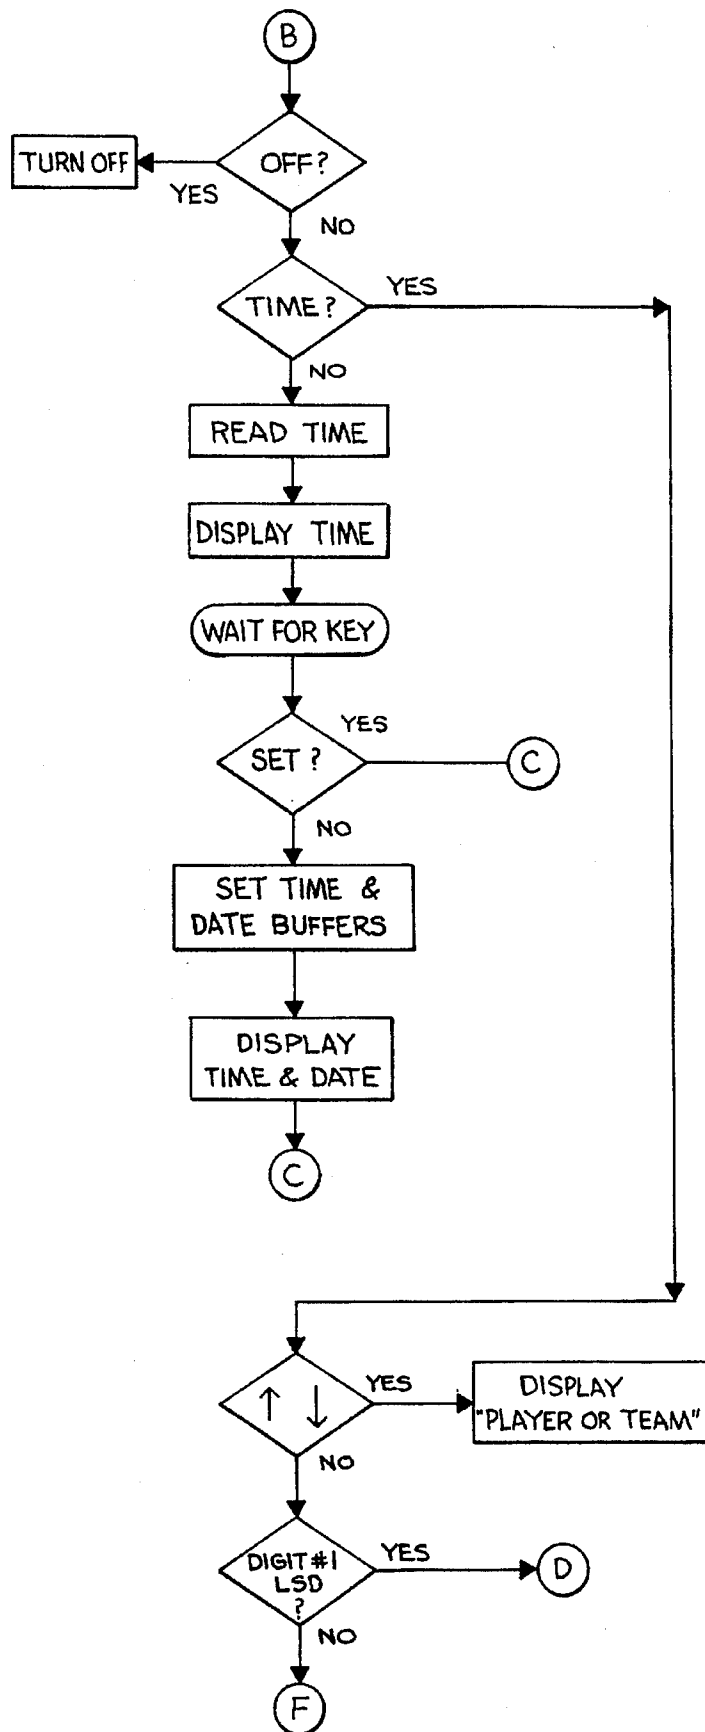 B
OFF?
TURN OFF
YES
NO
TIME?
YES
NO
READ TIME
DISPLAY TIME
WAIT FOR KEY
SET ?
YES
C
NO
SET TIME &
DATE BUFFERS
DISPLAY
TIME & DATE
C
↑ ↓
YES
DISPLAY
"PLAYER OR TEAM"
NO
DIGIT #1
LSD
?
YES
D
NO
F